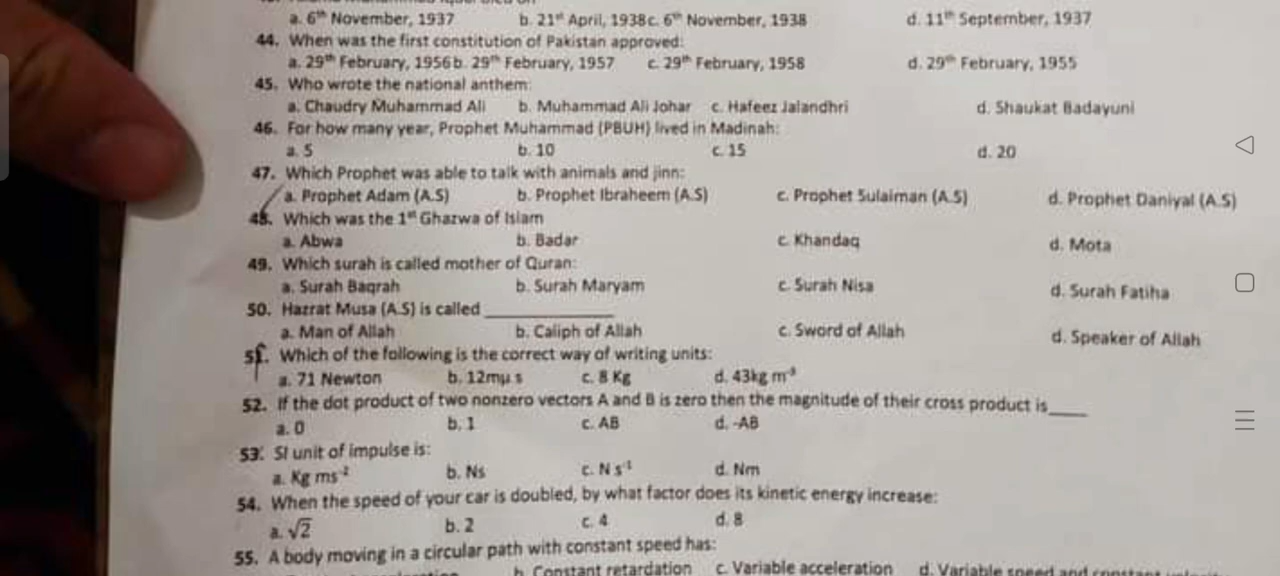 a. 6th November, 1937 b. 21st April, 1938c. 6th November, 1938 d. 11th September, 1937
44. When was the first constitution of Pakistan approved:
a. 29th February, 1956b. 29th February, 1957 c. 29th February, 1958 d. 29th February, 1955
45. Who wrote the national anthem:
a. Chaudry Muhammad Ali b. Muhammad Ali Johar c. Hafeez Jalandhri d. Shaukat Badayuni
46. For how many year, Prophet Muhammad (PBUH) lived in Madinah:
a. 5 b. 10 c. 15 d. 20
47. Which Prophet was able to talk with animals and jinn:
a. Prophet Adam (A.S) b. Prophet Ibraheem (A.S) c. Prophet Sulaiman (A.S) d. Prophet Daniyal (A.S)
48. Which was the 1st Ghazwa of Islam
a. Abwa b. Badar c. Khandaq d. Mota
49. Which surah is called mother of Quran:
a. Surah Baqrah b. Surah Maryam c. Surah Nisa d. Surah Fatiha
50. Hazrat Musa (A.S) is called ____________
a. Man of Allah b. Caliph of Allah c. Sword of Allah d. Speaker of Allah
51. Which of the following is the correct way of writing units:
a. 71 Newton b. 12mμ s c. 8 Kg d. 43kg m⁻³
52. If the dot product of two nonzero vectors A and B is zero then the magnitude of their cross product is____
a. 0 b. 1 c. AB d. -AB
53. SI unit of impulse is:
a. Kg ms⁻² b. Ns c. N s⁻¹ d. Nm
54. When the speed of your car is doubled, by what factor does its kinetic energy increase:
a. √2 b. 2 c. 4 d. 8
55. A body moving in a circular path with constant speed has:
b. Constant retardation c. Variable acceleration d. Variable speed and constant